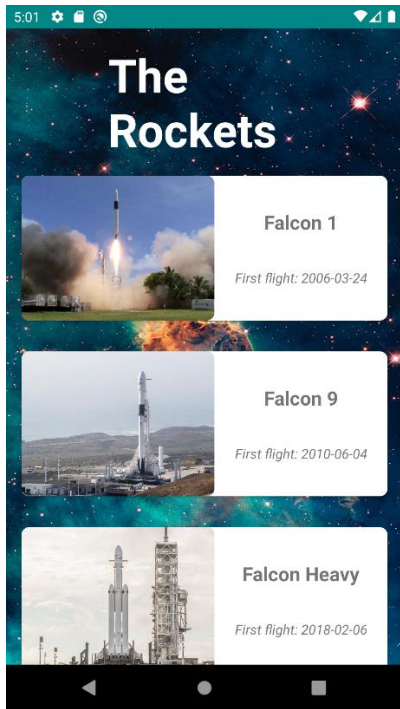 5:01
The
Rockets
Falcon 1
First flight: 2006-03-24
Falcon 9
First flight: 2010-06-04
Falcon Heavy
First flight: 2018-02-06